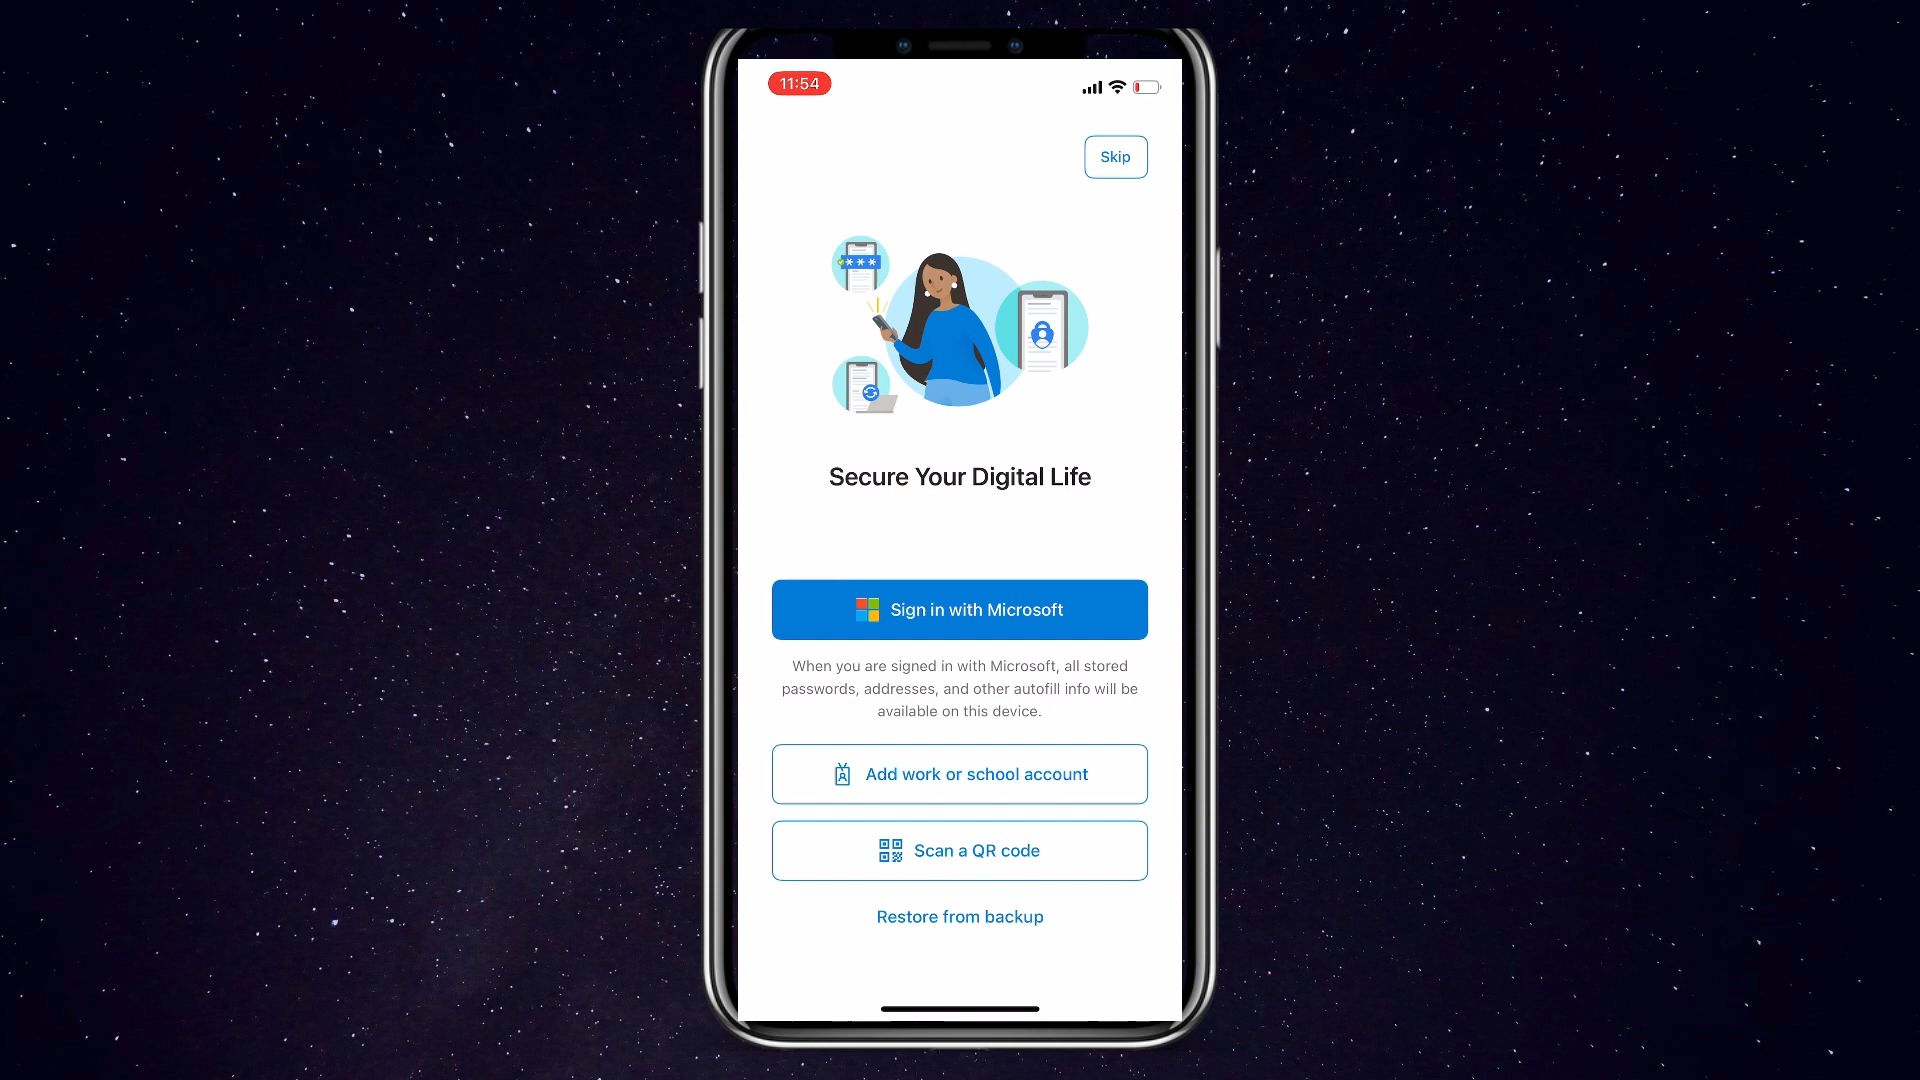 11:54
Skip
***
Secure Your Digital Life
Sign in with Microsoft
When you are signed in with Microsoft, all stored
passwords, addresses, and other autofill info will be
available on this device.
Add work or school account
Scan a QR code
Restore from backup